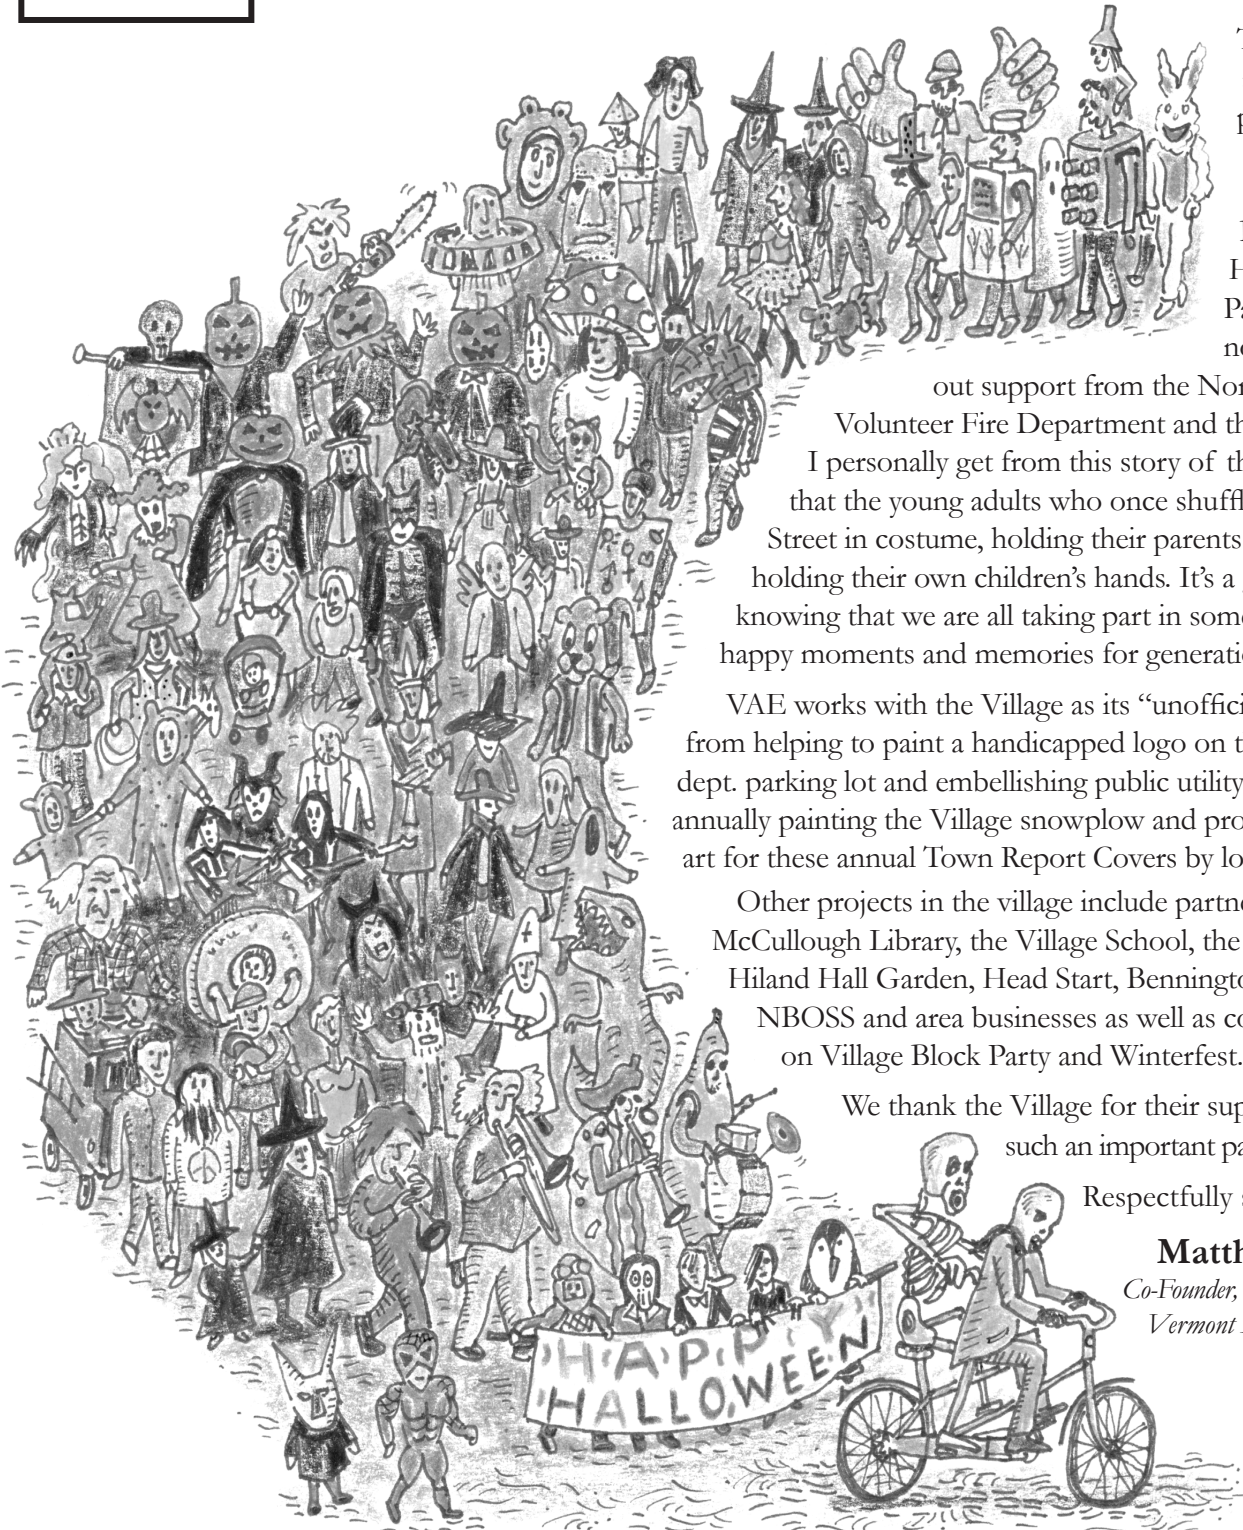 out support from the Nor
Volunteer Fire Department and th
I personally get from this story of th
that the young adults who once shuffl
Street in costume, holding their parents
holding their own children's hands. It's a
knowing that we are all taking part in some
happy moments and memories for generati
VAE works with the Village as its “unoffici
from helping to paint a handicapped logo on t
dept. parking lot and embellishing public utility
annually painting the Village snowplow and pro
art for these annual Town Report Covers by lo
Other projects in the village include partne
McCullough Library, the Village School, the
Hiland Hall Garden, Head Start, Benningto
NBOSS and area businesses as well as co
on Village Block Party and Winterfest.
We thank the Village for their sup
such an important pa
Respectfully
Matth
Co-Founder,
Vermont
HAPPY
HALLOWEEN